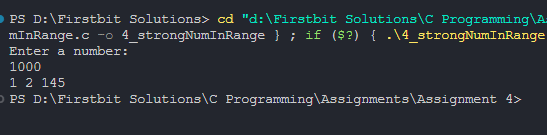 PS D:\Firstbit Solutions> cd "d:\Firstbit Solutions\C Programming\A
mInRange.c -o 4_strongNumInRange } ; if ($?) { .\4_strongNumInRange
Enter a number:
1000
1 2 145
PS D:\Firstbit Solutions\C Programming\Assignments\Assignment 4>